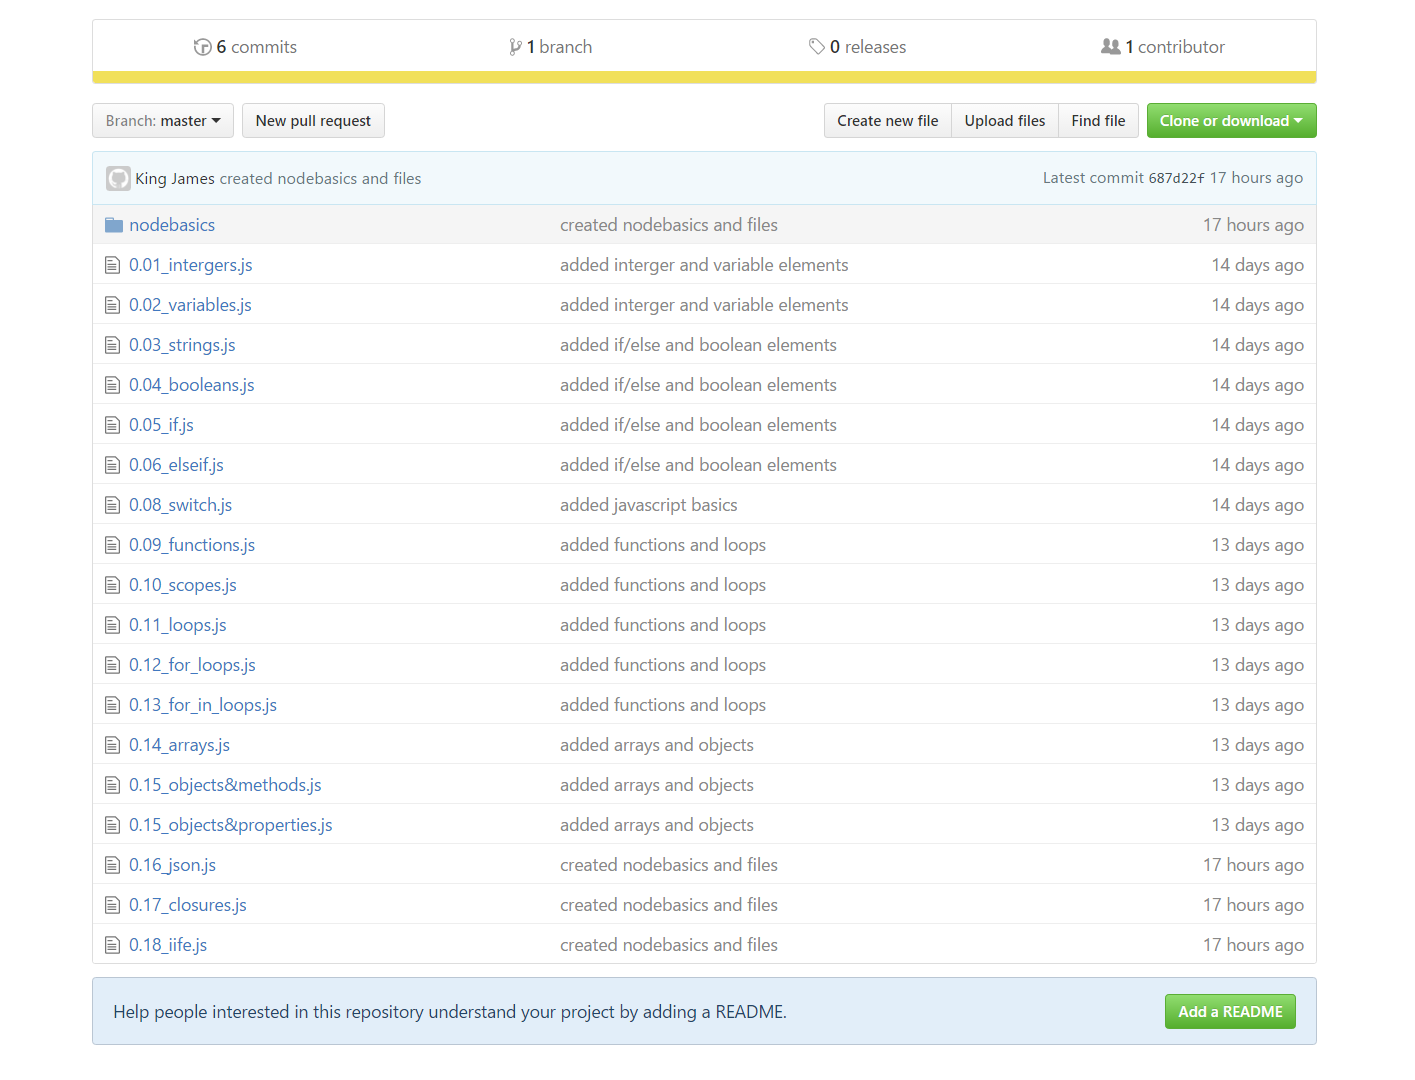 6 commits 1 branch 0 releases 1 contributor
Branch: master New pull request Create new file Upload files Find file Clone or download
King James created nodebasics and files Latest commit 687d22f 17 hours ago
nodebasics created nodebasics and files 17 hours ago
0.01_intergers.js added interger and variable elements 14 days ago
0.02_variables.js added interger and variable elements 14 days ago
0.03_strings.js added if/else and boolean elements 14 days ago
0.04_booleans.js added if/else and boolean elements 14 days ago
0.05_if.js added if/else and boolean elements 14 days ago
0.06_elseif.js added if/else and boolean elements 14 days ago
0.08_switch.js added javascript basics 14 days ago
0.09_functions.js added functions and loops 13 days ago
0.10_scopes.js added functions and loops 13 days ago
0.11_loops.js added functions and loops 13 days ago
0.12_for_loops.js added functions and loops 13 days ago
0.13_for_in_loops.js added functions and loops 13 days ago
0.14_arrays.js added arrays and objects 13 days ago
0.15_objects&methods.js added arrays and objects 13 days ago
0.15_objects&properties.js added arrays and objects 13 days ago
0.16_json.js created nodebasics and files 17 hours ago
0.17_closures.js created nodebasics and files 17 hours ago
0.18_iife.js created nodebasics and files 17 hours ago
Help people interested in this repository understand your project by adding a README. Add a README